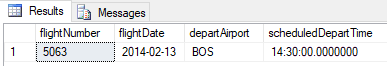 Results Messages
flightNumber flightDate departAirport scheduledDepartTime
1 5063 2014-02-13 BOS 14:30:00.0000000